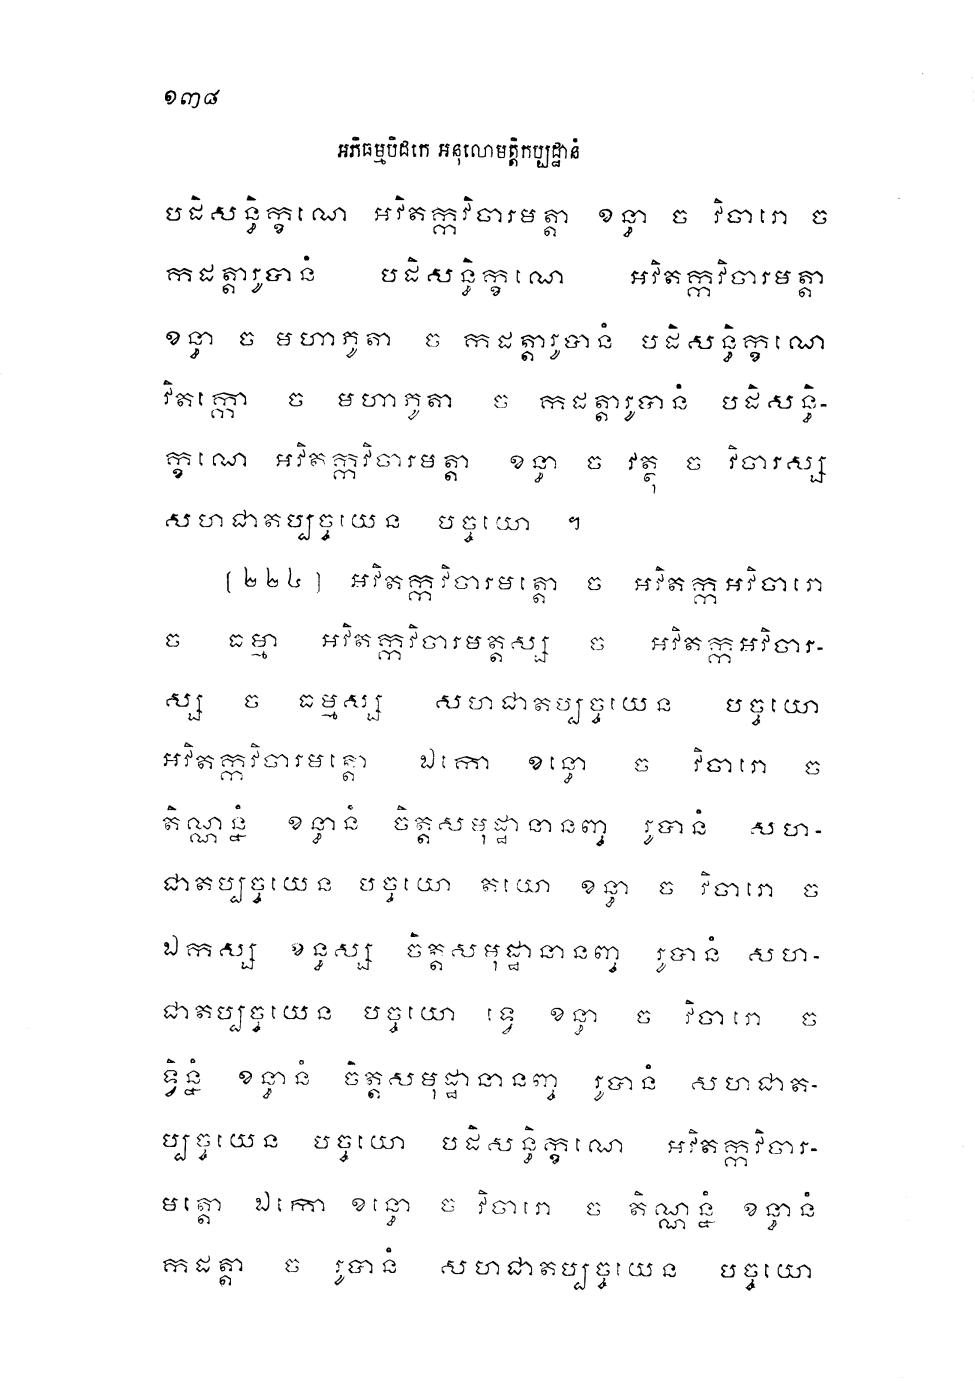 ១៣៨
អភិធម្មបិដកេ អនុលោមត្តិកប្បដ្ឋានំ
បដិសន្ធិក្ខណេ អវិតក្កវិចារមត្តា ខន្ធា ច វិចារោ ច
កដត្តារូបានំ បដិសន្ធិក្ខណេ អវិតក្កវិចារមត្តា
ខន្ធា ច មហាភូតា ច កដត្តារូបានំ បដិសន្ធិក្ខណេ
វិតក្កោ ច មហាភូតា ច កដត្តារូបានំ បដិសន្ធិ-
ក្ខណេ អវិតក្កវិចារមត្តា ខន្ធា ច វត្ថុ ច វិចារស្ស
សហជាតប្បច្ចយេន បច្ចយោ ។
[២២៤] អវិតក្កវិចារមត្តោ ច អវិតក្កអវិចារោ
ច ធម្មា អវិតក្កវិចារមត្តស្ស ច អវិតក្កអវិចារ-
ស្ស ច ធម្មស្ស សហជាតប្បច្ចយេន បច្ចយោ
អវិតក្កវិចារមត្តោ ឯកោ ខន្ធោ ច វិចារោ ច
តិណ្ណន្នំ ខន្ធានំ ចិត្តសមុដ្ឋានានញ្ច រូបានំ សហ-
ជាតប្បច្ចយេន បច្ចយោ តយោ ខន្ធា ច វិចារោ ច
ឯកស្ស ខន្ធស្ស ចិត្តសមុដ្ឋានានញ្ច រូបានំ សហ-
ជាតប្បច្ចយេន បច្ចយោ ទ្វេ ខន្ធា ច វិចារោ ច
ទ្វិន្នំ ខន្ធានំ ចិត្តសមុដ្ឋានានញ្ច រូបានំ សហជាត-
ប្បច្ចយេន បច្ចយោ បដិសន្ធិក្ខណេ អវិតក្កវិចារ-
មត្តោ ឯកោ ខន្ធោ ច វិចារោ ច តិណ្ណន្នំ ខន្ធានំ
កដត្តា ច រូបានំ សហជាតប្បច្ចយេន បច្ចយោ